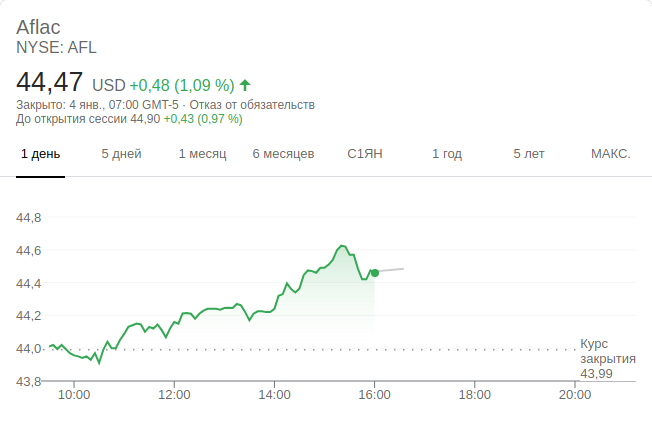 Aflac
NYSE: AFL
44,47 USD +0,48 (1,09 %)
Закрыто: 4 янв., 07:00 GMT-5 · Отказ от обязательств
До открытия сессии 44,90 +0,43 (0,97 %)
1 день 5 дней 1 месяц 6 месяцев С1ЯН 1 год 5 лет МАКС.
44,8
44,6
44,4
44,2
44,0
43,8
Курс
закрытия
43,99
10:00 12:00 14:00 16:00 18:00 20:00